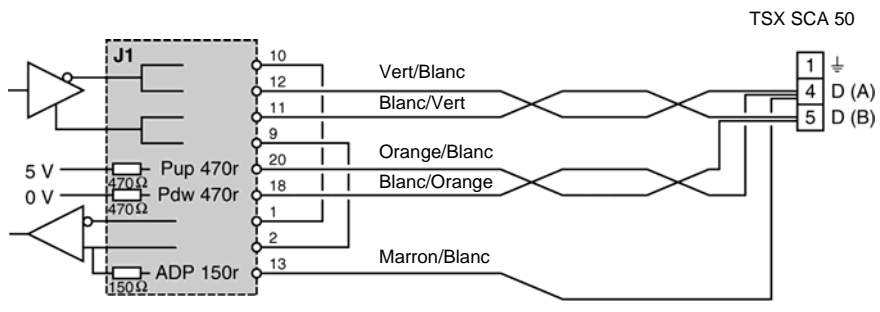 TSX SCA 50
J1
10
12
Vert/Blanc
11
Blanc/Vert
9
1
4 D (A)
5 D (B)
5 V
470Ω
Pup 470r
20
Orange/Blanc
0 V
470Ω
Pdw 470r
18
Blanc/Orange
1
2
150Ω
ADP 150r
13
Marron/Blanc